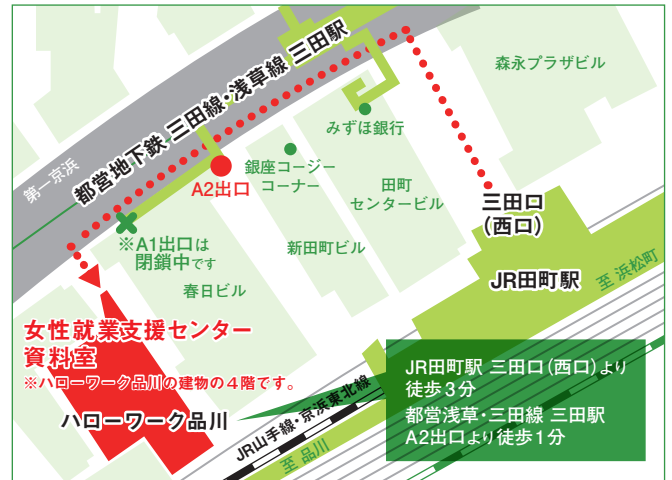 都営地下鉄 三田線・浅草線 三田駅
第一京浜
森永プラザビル
みずほ銀行
銀座コージー
コーナー
A2出口
田町
センタービル
三田口
（西口）
※A1出口は
閉鎖中です
新田町ビル
春日ビル
JR田町駅
至 浜松町
女性就業支援センター
資料室
※ハローワーク品川の建物の４階です。
ハローワーク品川
JR山手線・京浜東北線
至 品川
JR田町駅 三田口（西口）より
徒歩３分
都営浅草・三田線 三田駅
A2出口より徒歩１分